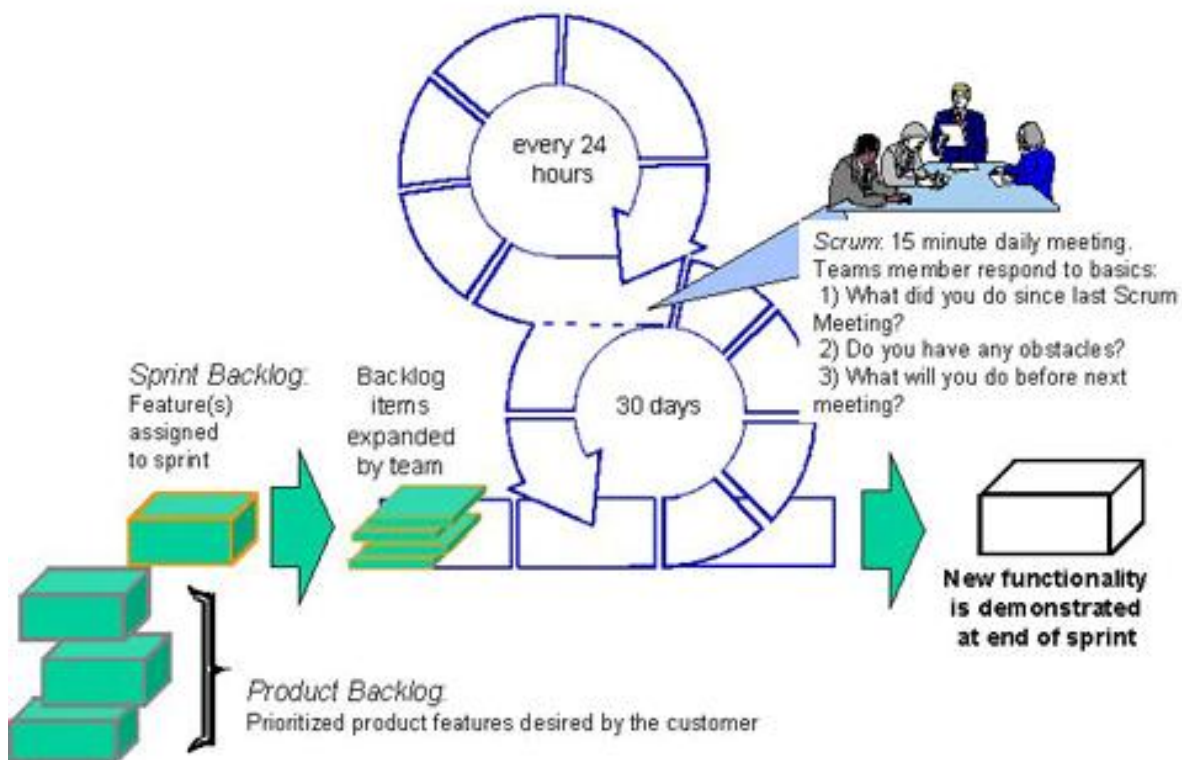 every 24
hours
Scrum: 15 minute daily meeting.
Teams member respond to basics:
1) What did you do since last Scrum
Meeting?
2) Do you have any obstacles?
3) What will you do before next
meeting?
30 days
Sprint Backlog:
Feature(s)
assigned
to sprint
Backlog
items
expanded
by team
New functionality
is demonstrated
at end of sprint
Product Backlog:
Prioritized product features desired by the customer